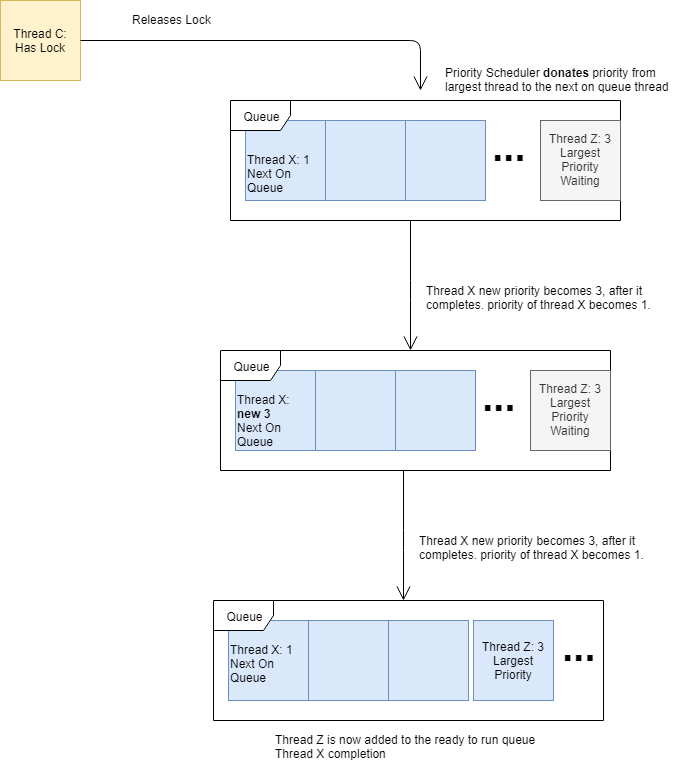 Thread C:
Has Lock
Releases Lock
Priority Scheduler donates priority from
largest thread to the next on queue thread
Queue
Thread X: 1
Next On
Queue
...
Thread Z: 3
Largest
Priority
Waiting
Thread X new priority becomes 3, after it
completes. priority of thread X becomes 1.
Queue
Thread X:
new 3
Next On
Queue
...
Thread Z: 3
Largest
Priority
Waiting
Thread X new priority becomes 3, after it
completes. priority of thread X becomes 1.
Queue
Thread X: 1
Next On
Queue
Thread Z: 3
Largest
Priority
...
Thread Z is now added to the ready to run queue
Thread X completion